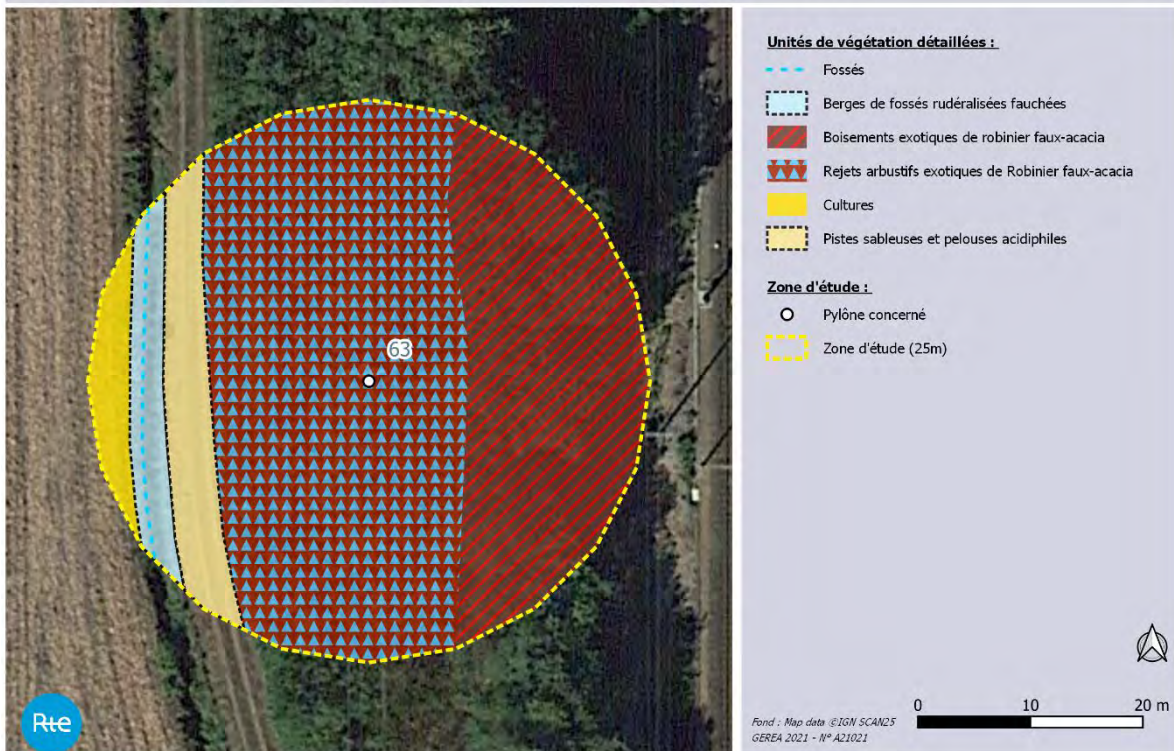 Unités de végétation détaillées :
Fossés
Berges de fossés rudéralisées fauchées
Boisements exotiques de robinier faux-acacia
Rejets arbustifs exotiques de Robinier faux-acacia
Cultures
Pistes sableuses et pelouses acidiphiles
Zone d'étude :
Pylône concerné
Zone d'étude (25m)
63
Rte
Fond : Map data ©IGN SCAN25
GEREA 2021 - N° A21021
0 10 20 m